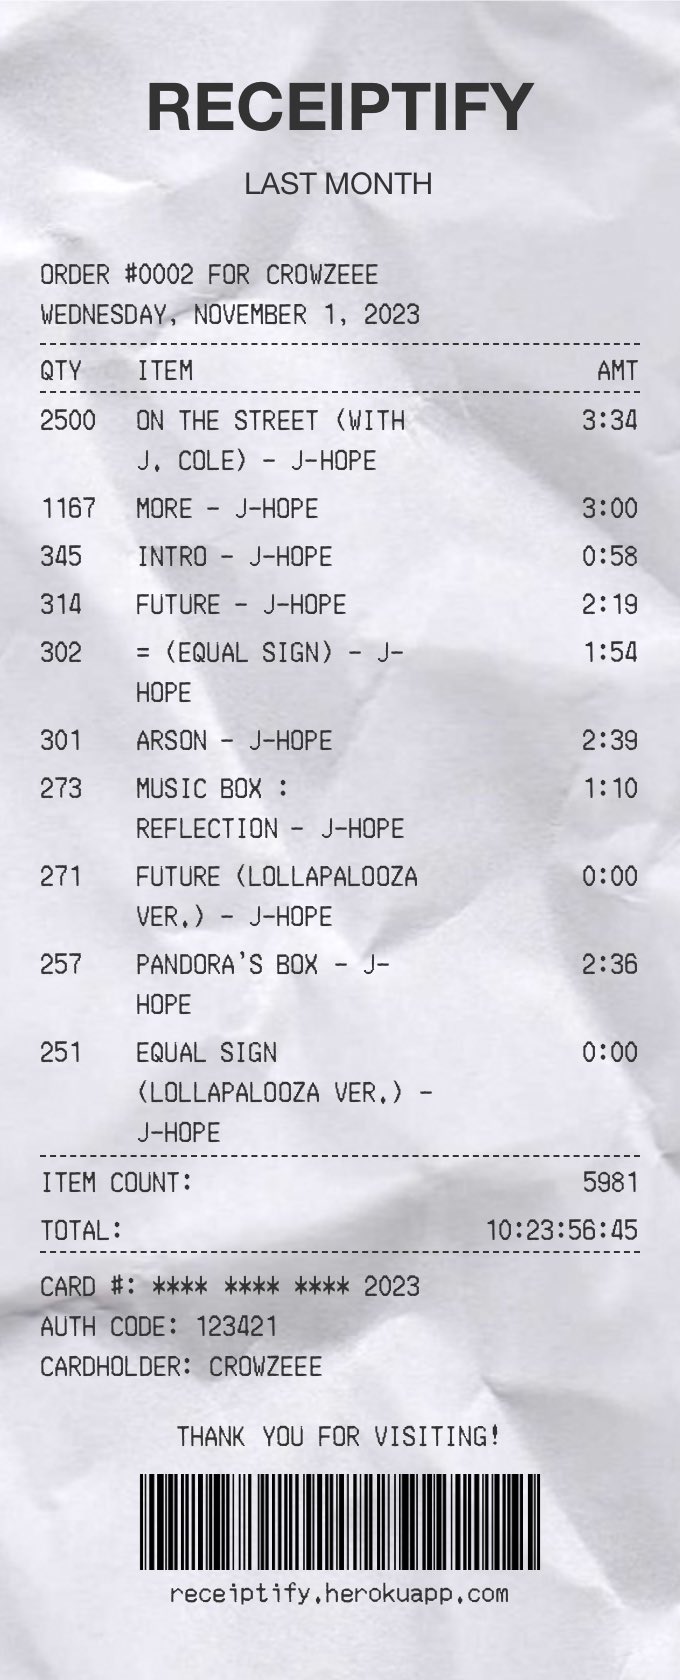 RECEIPTIFY
LAST MONTH
ORDER #0002 FOR CROWZEEE
WEDNESDAY, NOVEMBER 1, 2023
QTY ITEM AMT
2500 ON THE STREET (WITH 3:34
J. COLE) - J-HOPE
1167 MORE - J-HOPE 3:00
345 INTRO - J-HOPE 0:58
314 FUTURE - J-HOPE 2:19
302 = (EQUAL SIGN) - J- 1:54
HOPE
301 ARSON - J-HOPE 2:39
273 MUSIC BOX : 1:10
REFLECTION - J-HOPE
271 FUTURE (LOLLAPALOOZA 0:00
VER.) - J-HOPE
257 PANDORA'S BOX - J- 2:36
HOPE
251 EQUAL SIGN 0:00
(LOLLAPALOOZA VER.) -
J-HOPE
ITEM COUNT: 5981
TOTAL: 10:23:56:45
CARD #: **** **** **** 2023
AUTH CODE: 123421
CARDHOLDER: CROWZEEE
THANK YOU FOR VISITING!
receiptify.herokuapp.com